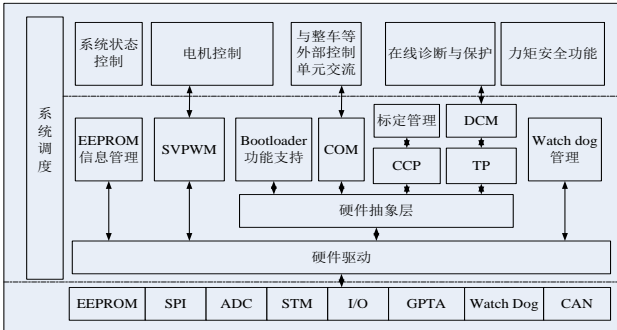 系统调度
系统状态
控制
电机控制
与整车等
外部控制
单元交流
在线诊断与保护
力矩安全功能
EEPROM
信息管理
SVPWM
Bootloader
功能支持
COM
标定管理
CCP
DCM
TP
Watch dog
管理
硬件抽象层
硬件驱动
EEPROM
SPI
ADC
STM
I/O
GPTA
Watch Dog
CAN